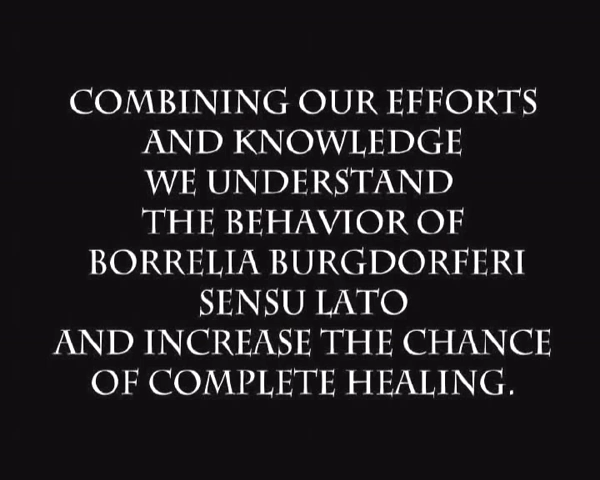 COMBINING OUR EFFORTS
AND KNOWLEDGE
WE UNDERSTAND
THE BEHAVIOR OF
BORRELIA BURGDORFERI
SENSU LATO
AND INCREASE THE CHANCE
OF COMPLETE HEALING.